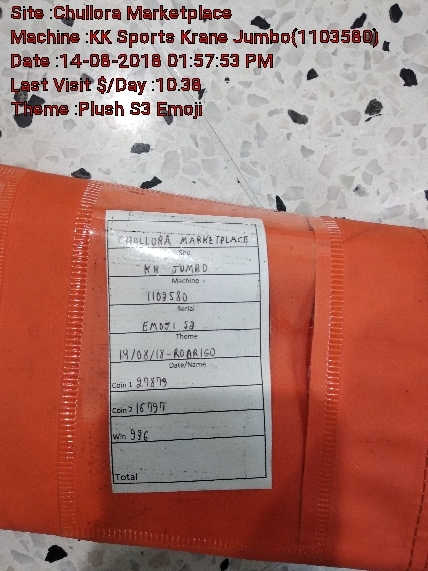 Site :Chullora Marketplace
Machine :KK Sports Krane Jumbo(1103580)
Date :14-08-2018 01:57:53 PM
Last Visit $/Day :10.38
Theme :Plush S3 Emoji
CHULLORA MARKETPLACE
Site
KK JUMBO
Machine
1103580
Serial
EMOJI S3
Theme
14/08/18-RODRIGO
Date/Name
Coin 1 27879
Coin 2 16797
Win 996
Total